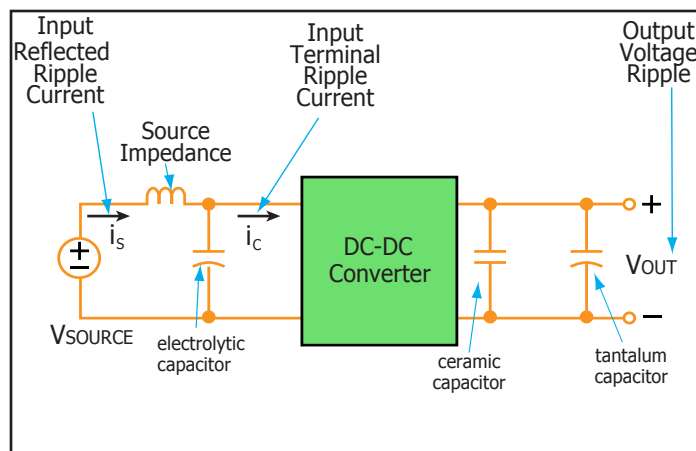 Input
Reflected
Ripple
Current
Input
Terminal
Ripple
Current
Output
Voltage
Ripple
Source
Impedance
iS
iC
DC-DC
Converter
+
−
+
−
VOUT
VSOURCE
electrolytic
capacitor
ceramic
capacitor
tantalum
capacitor